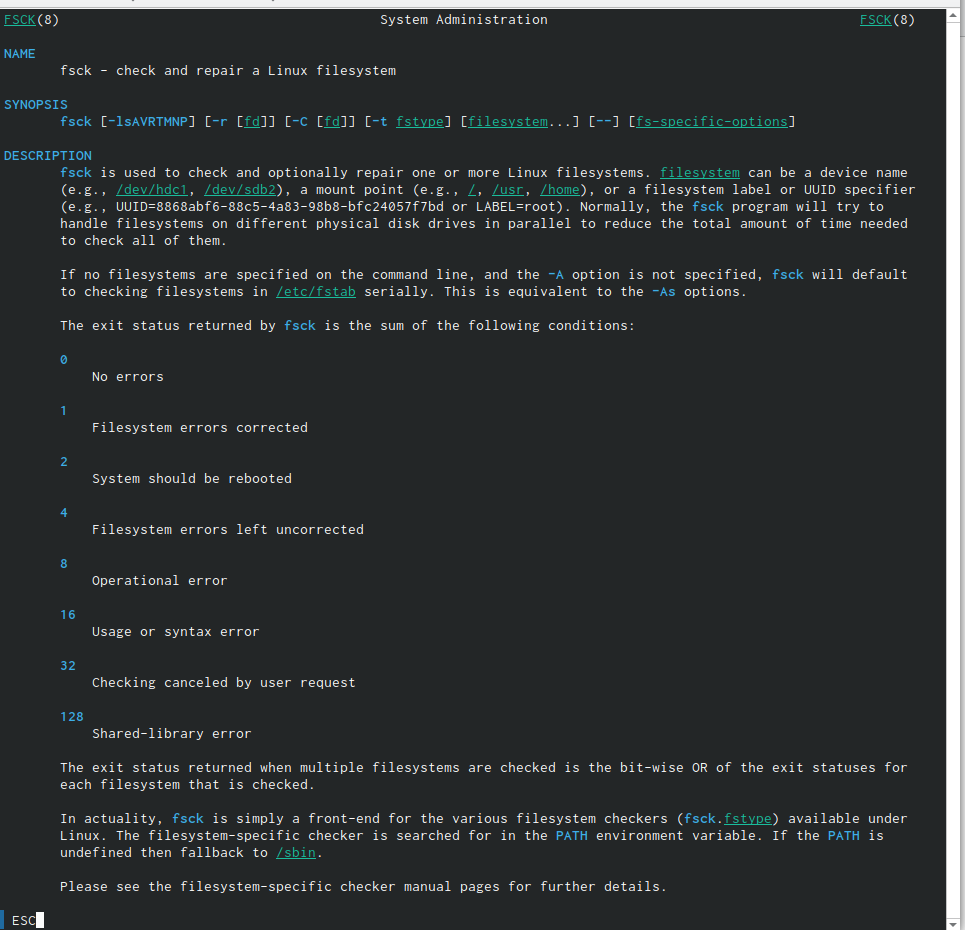 FSCK(8) System Administration FSCK(8)
NAME
fsck - check and repair a Linux filesystem
SYNOPSIS
fsck [-lsAVRTMNP] [-r [fd]] [-C [fd]] [-t fstype] [filesystem...] [--] [fs-specific-options]
DESCRIPTION
fsck is used to check and optionally repair one or more Linux filesystems. filesystem can be a device name
(e.g., /dev/hdc1, /dev/sdb2), a mount point (e.g., /, /usr, /home), or a filesystem label or UUID specifier
(e.g., UUID=8868abf6-88c5-4a83-98b8-bfc24057f7bd or LABEL=root). Normally, the fsck program will try to
handle filesystems on different physical disk drives in parallel to reduce the total amount of time needed
to check all of them.
If no filesystems are specified on the command line, and the -A option is not specified, fsck will default
to checking filesystems in /etc/fstab serially. This is equivalent to the -As options.
The exit status returned by fsck is the sum of the following conditions:
0
No errors
1
Filesystem errors corrected
2
System should be rebooted
4
Filesystem errors left uncorrected
8
Operational error
16
Usage or syntax error
32
Checking canceled by user request
128
Shared-library error
The exit status returned when multiple filesystems are checked is the bit-wise OR of the exit statuses for
each filesystem that is checked.
In actuality, fsck is simply a front-end for the various filesystem checkers (fsck.fstype) available under
Linux. The filesystem-specific checker is searched for in the PATH environment variable. If the PATH is
undefined then fallback to /sbin.
Please see the filesystem-specific checker manual pages for further details.
ESC